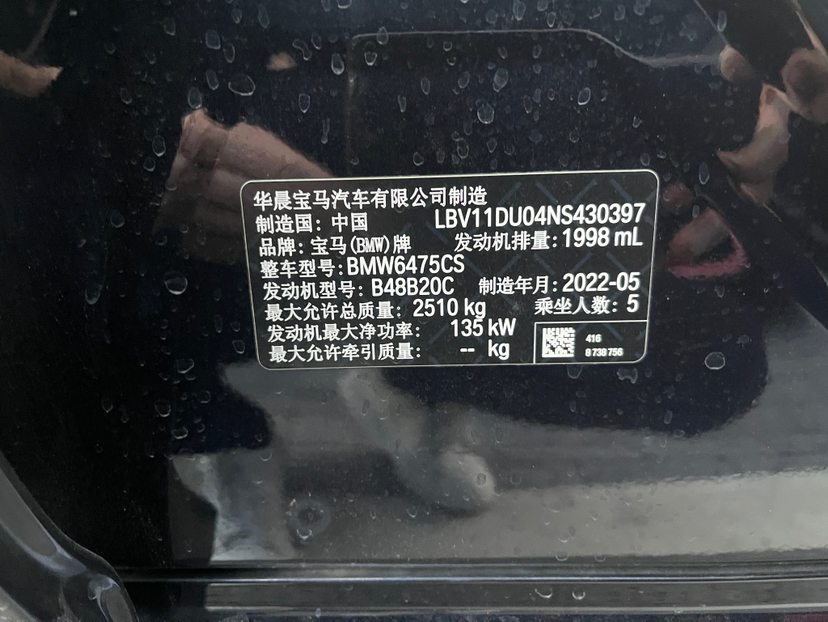 华晨宝马汽车有限公司制造
制造国：中国 LBV11DU04NS430397
品牌：宝马(BMW)牌 发动机排量：1998 mL
整车型号：BMW6475CS
发动机型号：B48B20C 制造年月：2022-05
最大允许总质量：2510 kg 乘坐人数：5
发动机最大净功率：135 kW
最大允许牵引质量：-- kg
416
8 738 756